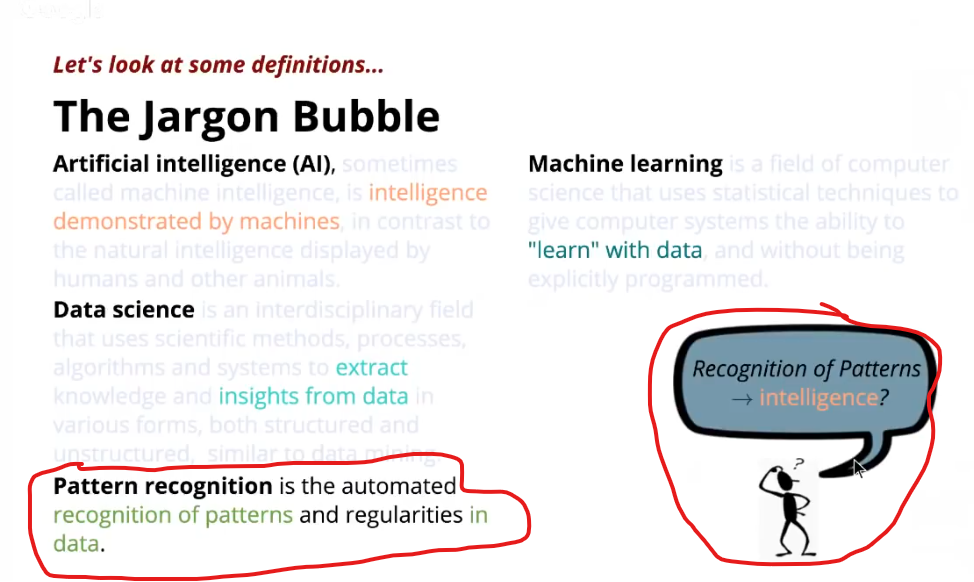 Let's look at some definitions...
The Jargon Bubble
Artificial intelligence (AI), sometimes
called machine intelligence, is intelligence
demonstrated by machines, in contrast to
the natural intelligence displayed by
humans and other animals.
Data science is an interdisciplinary field
that uses scientific methods, processes,
algorithms and systems to extract
knowledge and insights from data in
various forms, both structured and
unstructured, similar to data mining
Pattern recognition is the automated
recognition of patterns and regularities in
data.
Machine learning is a field of computer
science that uses statistical techniques to
give computer systems the ability to
"learn" with data, and without being
explicitly programmed.
Recognition of Patterns
→ intelligence?
?